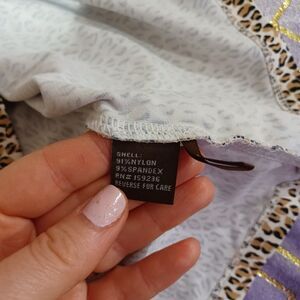 SHELL:
91%NYLON
9%SPANDEX
RN# 159236
REVERSE FOR CARE